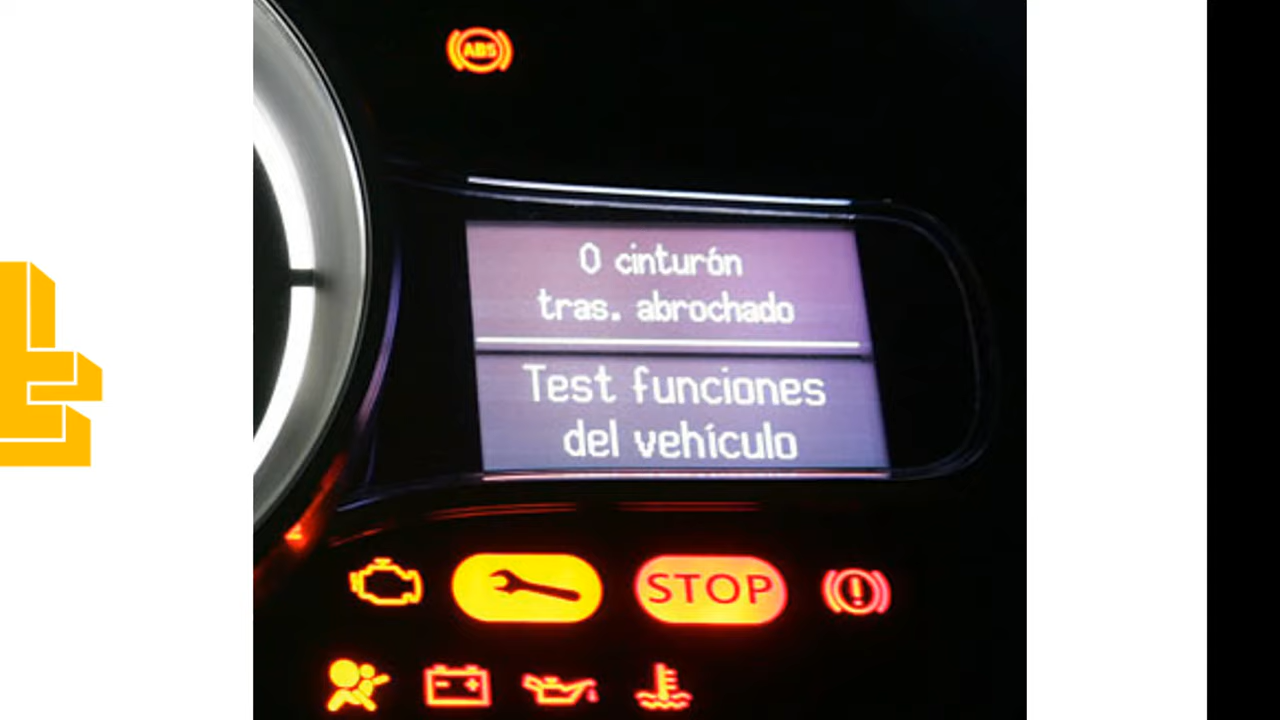 ABS
0 cinturón
tras. abrochado
Test funciones
del vehículo
STOP